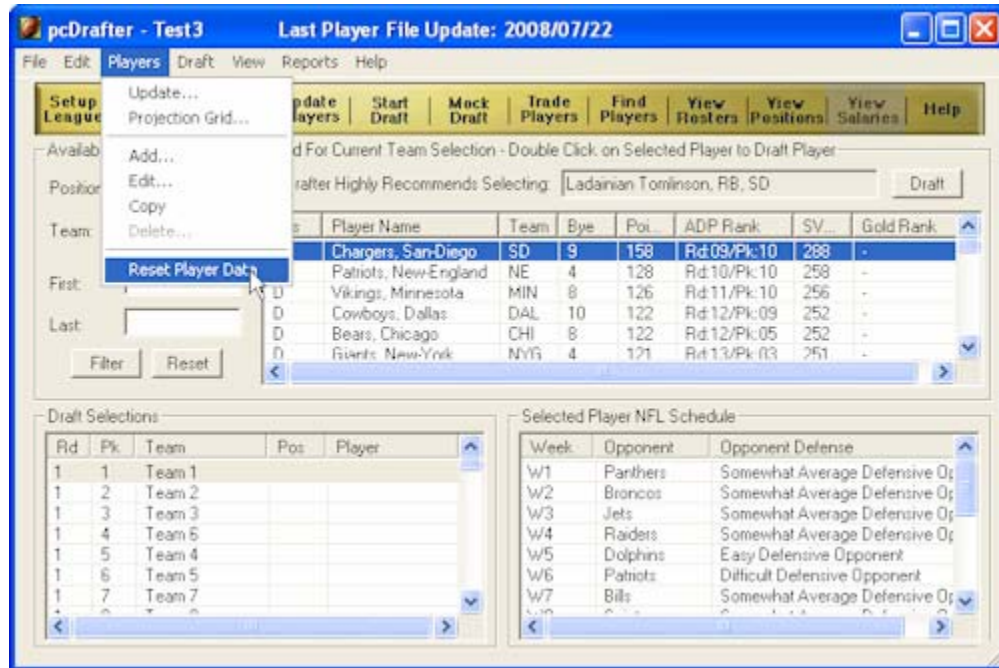 pcDrafter - Test3 Last Player File Update: 2008/07/22
File Edit Players Draft View Reports Help
Update...
Projection Grid...
Add...
Edit...
Copy
Delete...
Reset Player Data
Setup League
Start Draft
Mock Draft
Trade Players
Find Players
View Rosters
View Positions
View Salaries
Help
d For Current Team Selection - Double Click on Selected Player to Draft Player
rafter Highly Recommends Selecting: Ladainian Tomlinson, RB, SD Draft
Team:
First:
Last:
Filter Reset
Player Name Team Bye Poi... ADP Rank SV... Gold Rank
Chargers, San-Diego SD 9 158 Rd:09/Pk:10 288 -
Patriots, New-England NE 4 128 Rd:10/Pk:10 258 -
D Vikings, Minnesota MIN 8 126 Rd:11/Pk:10 256 -
D Cowboys, Dallas DAL 10 122 Rd:12/Pk:09 252 -
D Bears, Chicago CHI 8 122 Rd:12/Pk:05 252 -
D Giants, New-York NYG 4 121 Rd:13/Pk:03 251 -
Draft Selections
Rd Pk Team Pos Player
1 1 Team 1
1 2 Team 2
1 3 Team 3
1 4 Team 6
1 5 Team 4
1 6 Team 5
1 7 Team 7
Selected Player NFL Schedule
Week Opponent Opponent Defense
W1 Panthers Somewhat Average Defensive Op
W2 Broncos Somewhat Average Defensive Op
W3 Jets Somewhat Average Defensive Op
W4 Raiders Somewhat Average Defensive Op
W5 Dolphins Easy Defensive Opponent
W6 Patriots Difficult Defensive Opponent
W7 Bills Somewhat Average Defensive Op